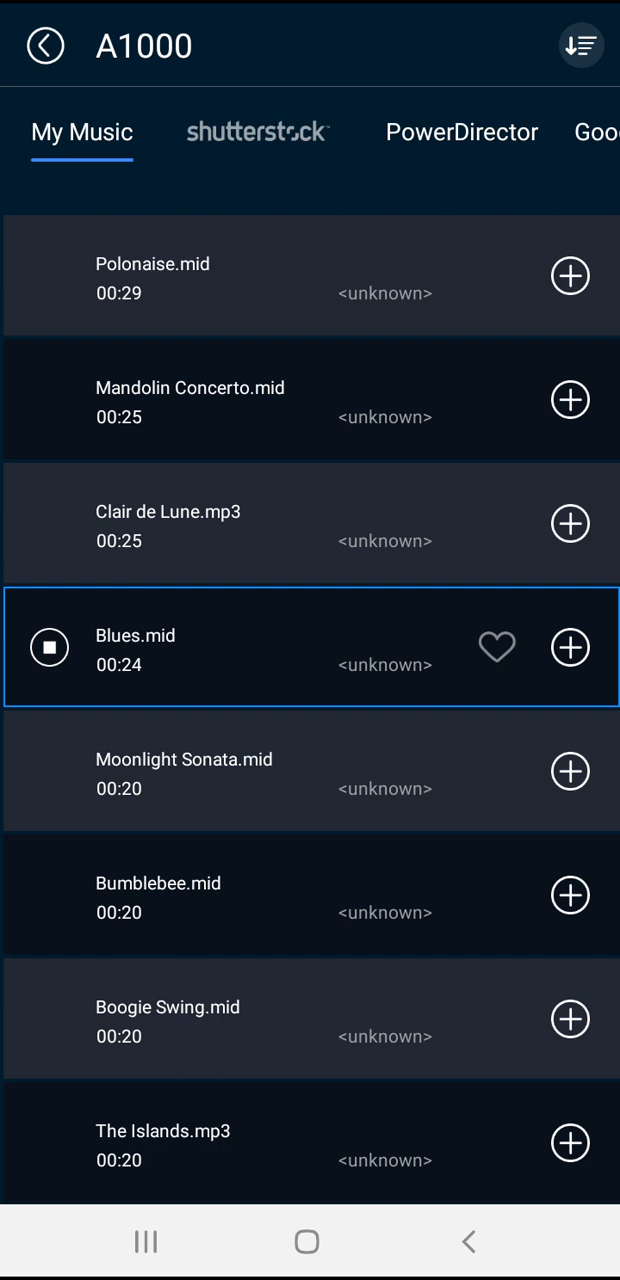 A1000
My Music shutterstock PowerDirector Goo
Polonaise.mid
00:29 <unknown>
Mandolin Concerto.mid
00:25 <unknown>
Clair de Lune.mp3
00:25 <unknown>
Blues.mid
00:24 <unknown>
Moonlight Sonata.mid
00:20 <unknown>
Bumblebee.mid
00:20 <unknown>
Boogie Swing.mid
00:20 <unknown>
The Islands.mp3
00:20 <unknown>